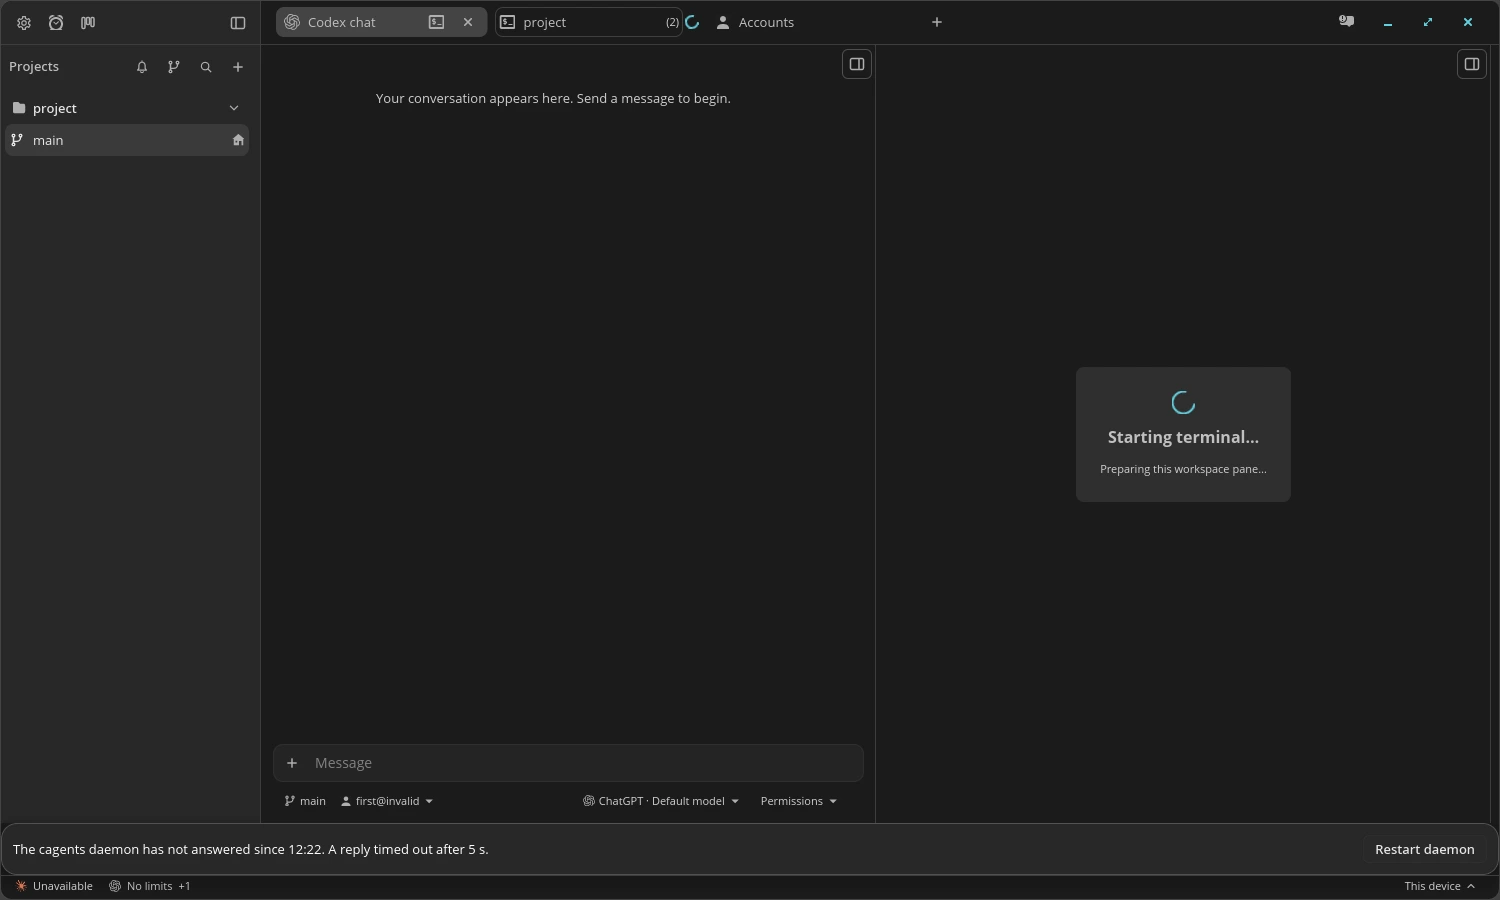 Codex chat
project
(2)
Accounts
Projects
project
main
Your conversation appears here. Send a message to begin.
Starting terminal...
Preparing this workspace pane...
Message
main
first@invalid
ChatGPT · Default model
Permissions
The cagents daemon has not answered since 12:22. A reply timed out after 5 s.
Restart daemon
Unavailable
No limits +1
This device